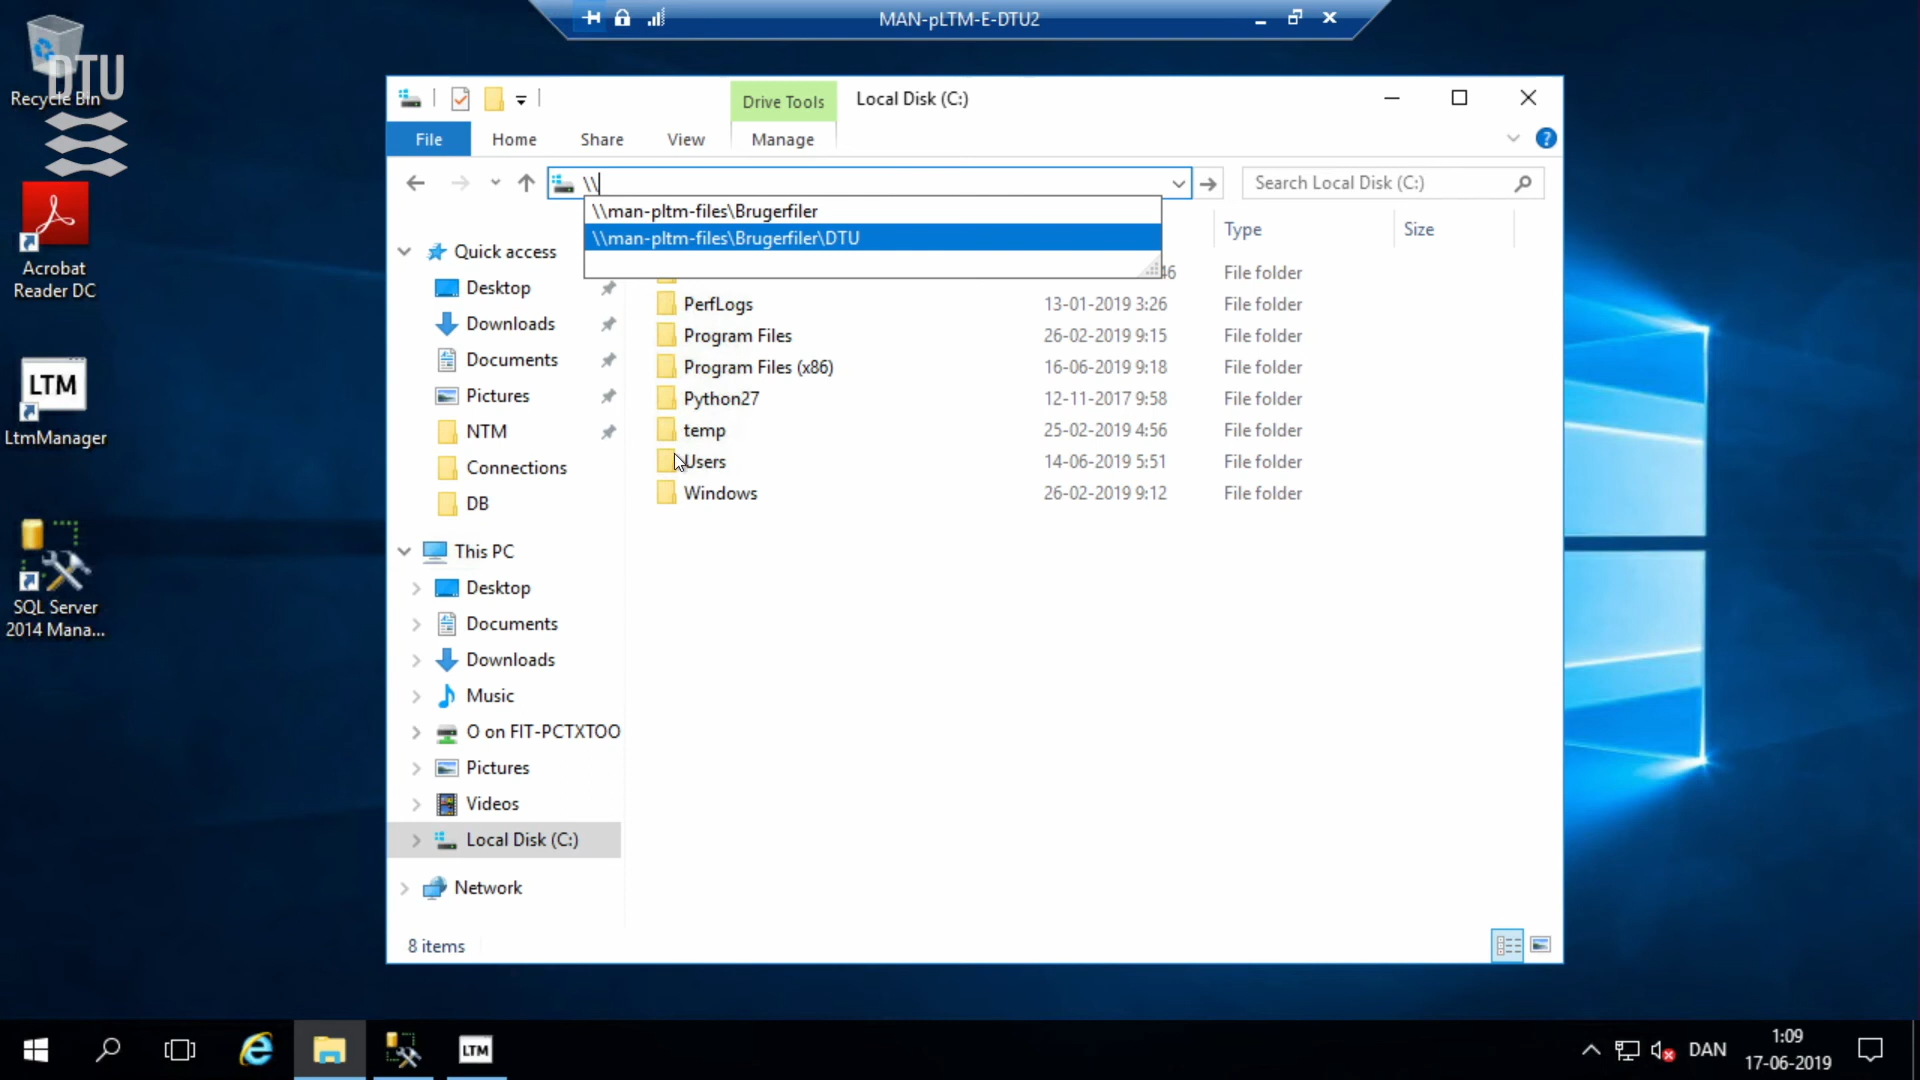 MAN-pLTM-E-DTU2
Recycle Bin
DTU
Acrobat
Reader DC
LTM
LtmManager
SQL Server
2014 Mana...
Drive Tools
Local Disk (C:)
File
Home
Share
View
Manage
\\
Search Local Disk (C:)
\\man-pltm-files\Brugerfiler
\\man-pltm-files\Brugerfiler\DTU
Type
Size
Quick access
Desktop
Downloads
Documents
Pictures
NTM
Connections
DB
This PC
Desktop
Documents
Downloads
Music
O on FIT-PCTXTOO
Pictures
Videos
Local Disk (C:)
Network
46 File folder
PerfLogs 13-01-2019 3:26 File folder
Program Files 26-02-2019 9:15 File folder
Program Files (x86) 16-06-2019 9:18 File folder
Python27 12-11-2017 9:58 File folder
temp 25-02-2019 4:56 File folder
Users 14-06-2019 5:51 File folder
Windows 26-02-2019 9:12 File folder
8 items
LTM
DAN
1:09
17-06-2019